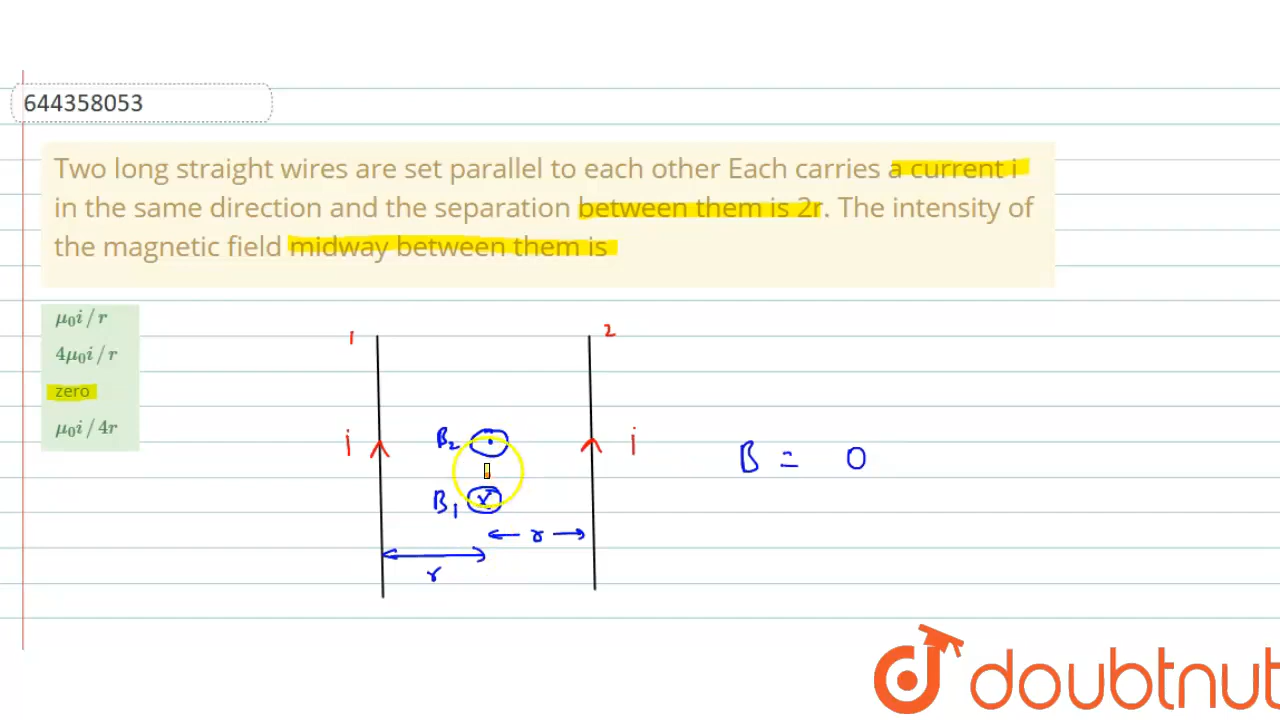 644358053
Two long straight wires are set parallel to each other Each carries a current i
in the same direction and the separation between them is 2r. The intensity of
the magnetic field midway between them is
μ₀i/r
4μ₀i/r
zero
μ₀i/4r
1
2
i
i
B₂
B₁
B = 0
r
r
doubtnut